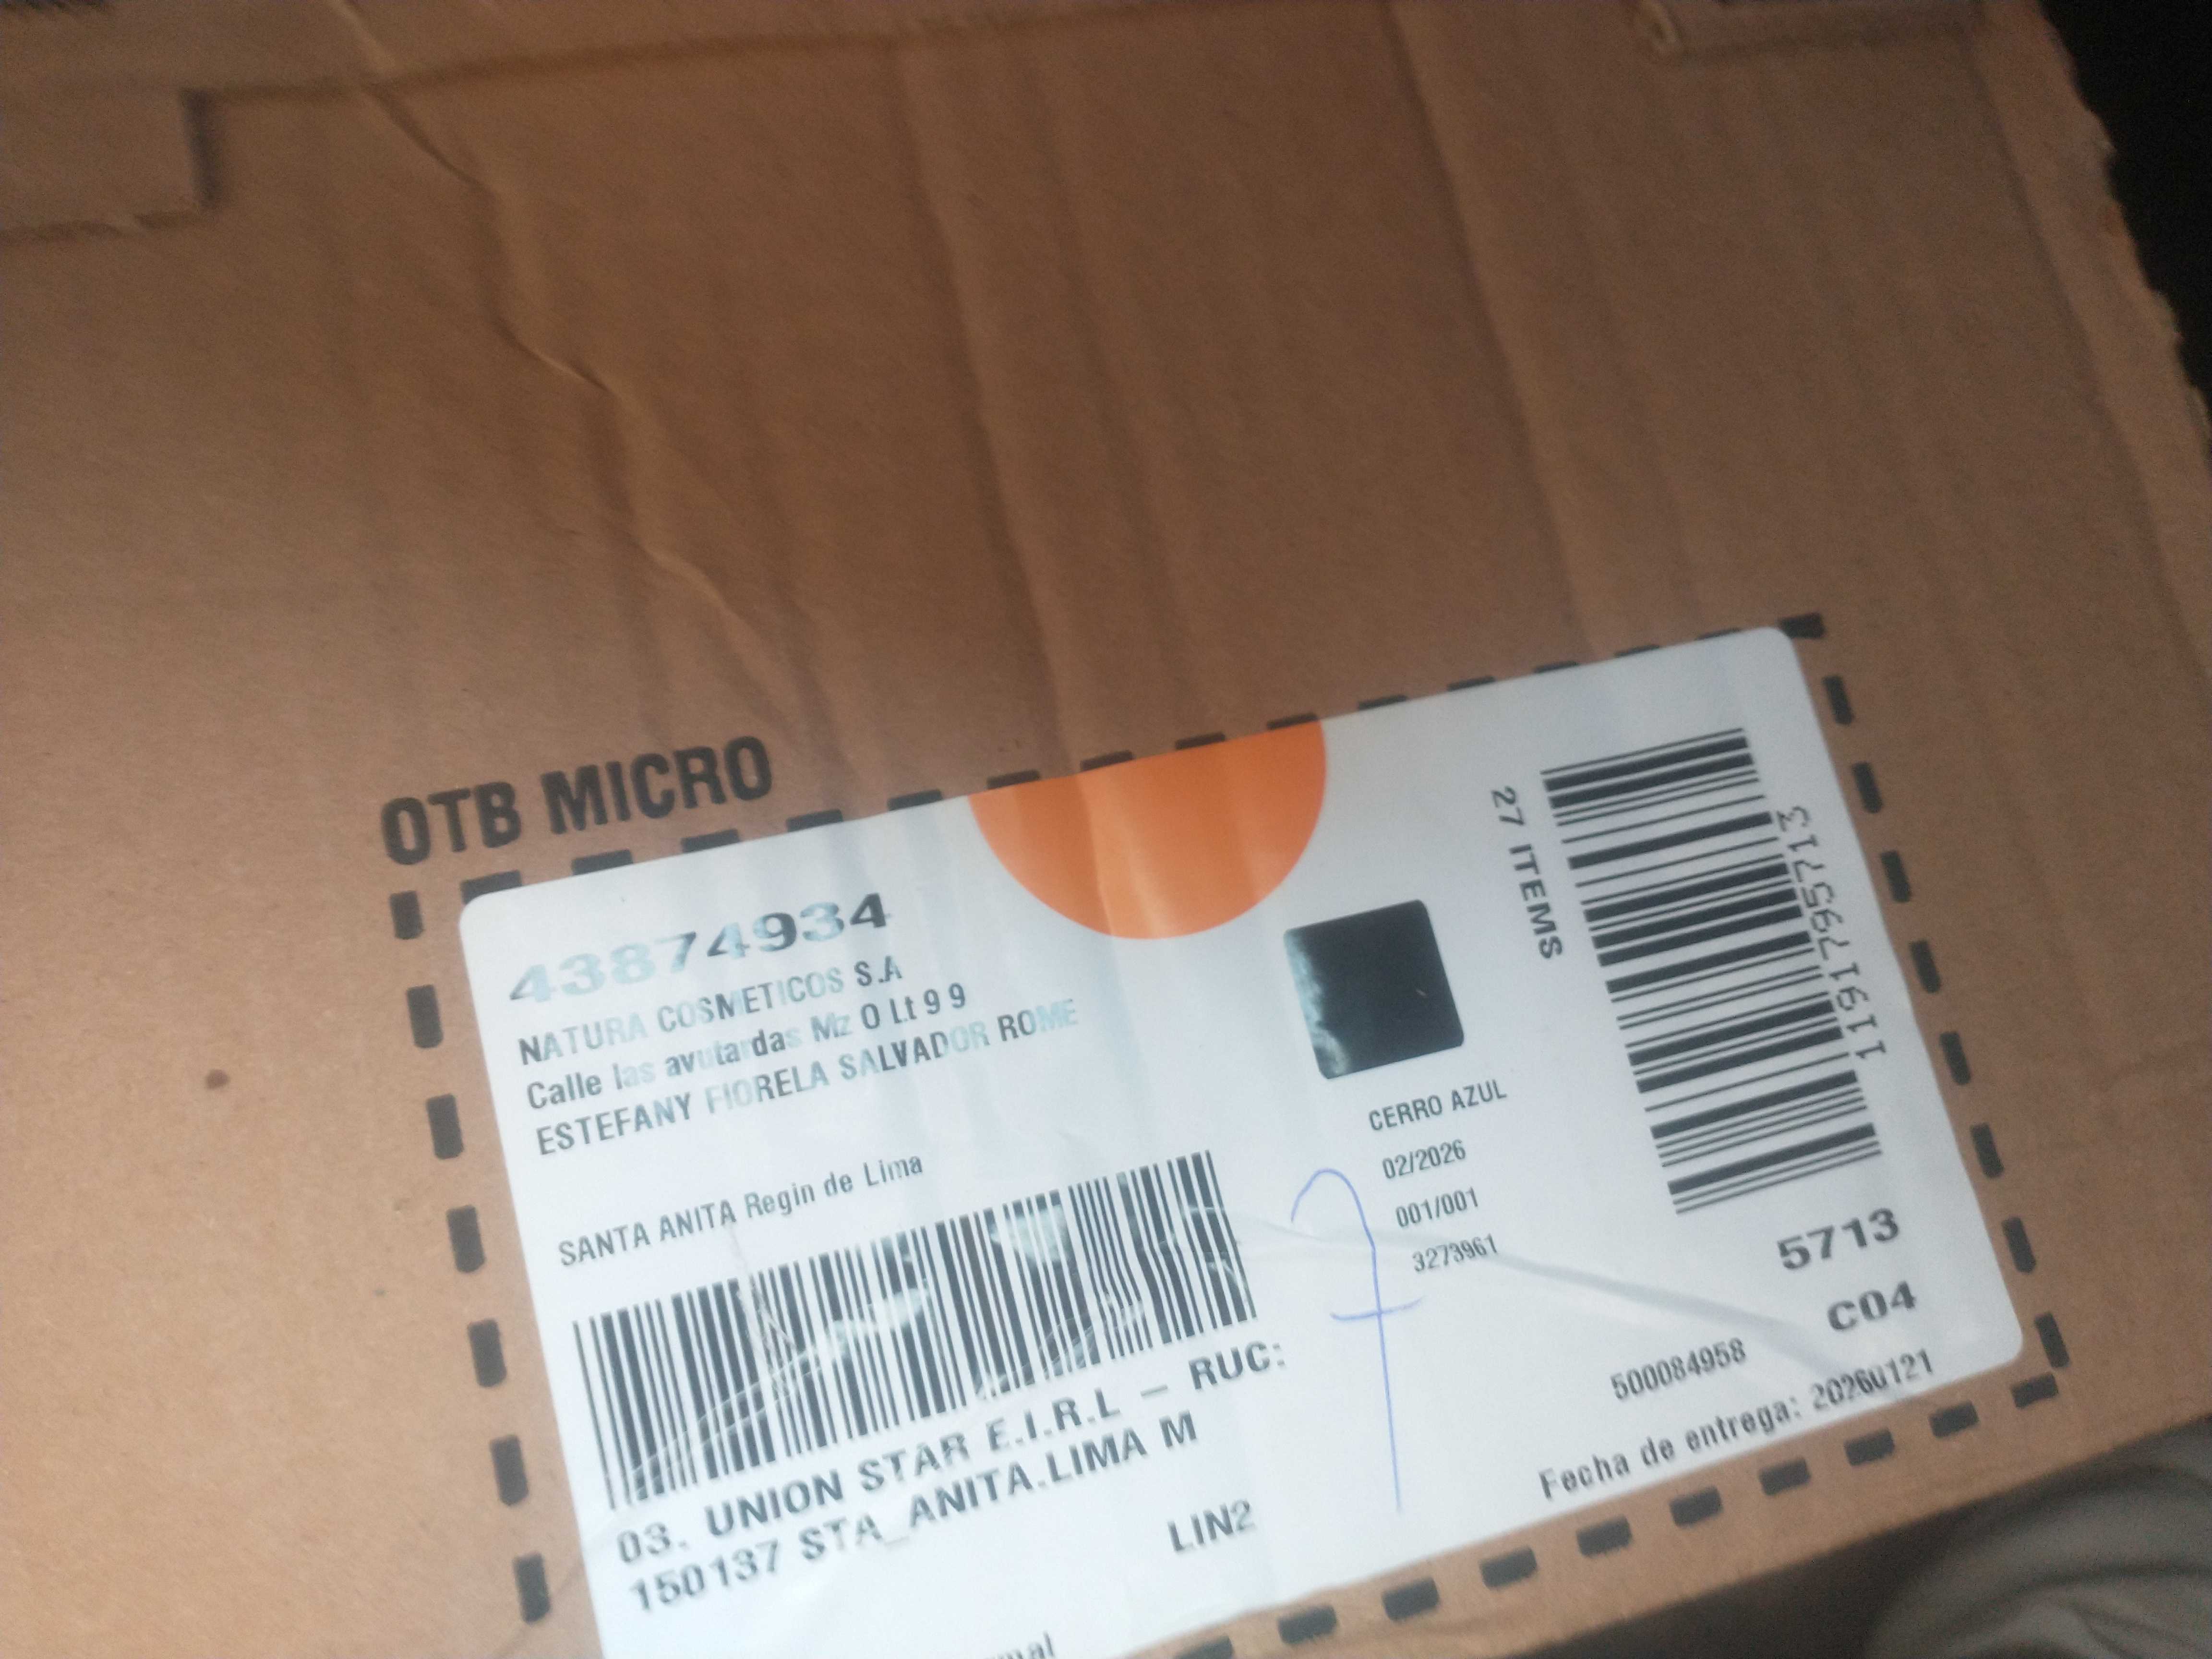 OTB MICRO
43874934
NATURA COSMETICOS S.A
Calle las avutardas Mz O Lt 9 9
ESTEFANY FIORELA SALVADOR ROME
SANTA ANITA Regin de Lima
03. UNION STAR E.I.R.L – RUC:
150137 STA_ANITA.LIMA M
LIN2
7
CERRO AZUL
02/2026
001/001
3273961
27 ITEMS
1191795713
5713
C04
500084958
Fecha de entrega: 20260121